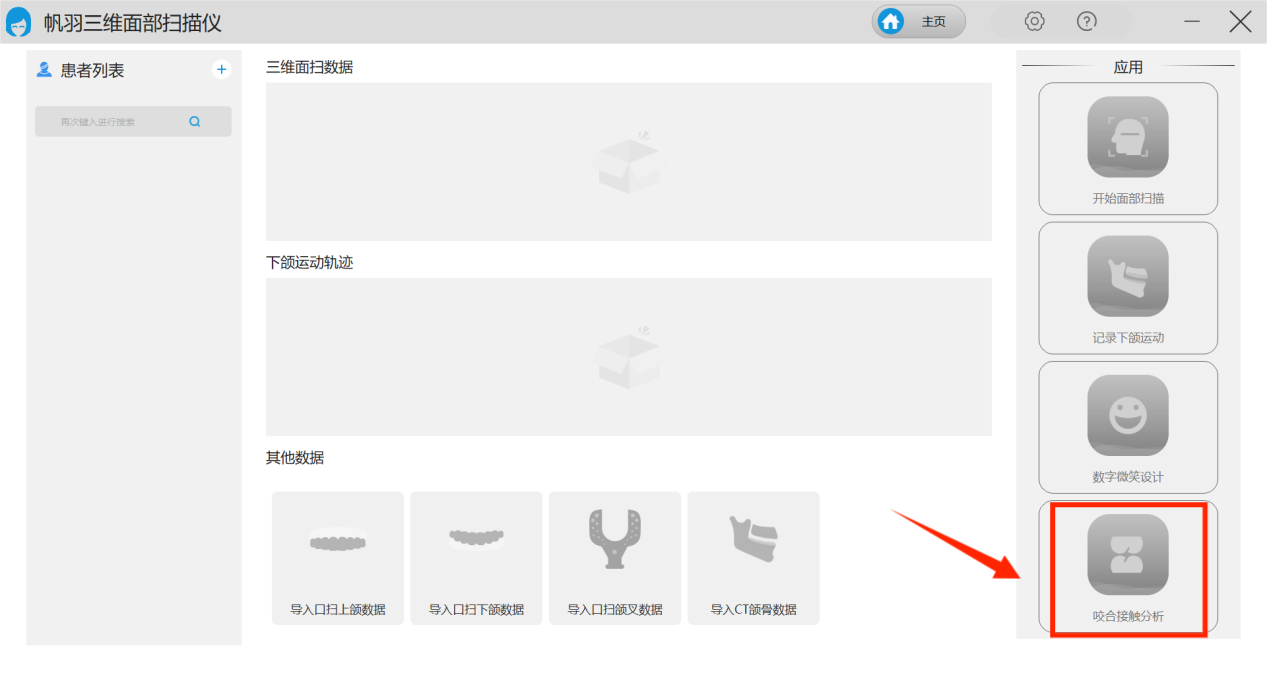 帆羽三维面部扫描仪
主页
患者列表
再次键入进行搜索
三维面扫数据
下颌运动轨迹
其他数据
导入口扫上颌数据
导入口扫下颌数据
导入口扫颌叉数据
导入CT颌骨数据
应用
开始面部扫描
记录下颌运动
数字微笑设计
咬合接触分析